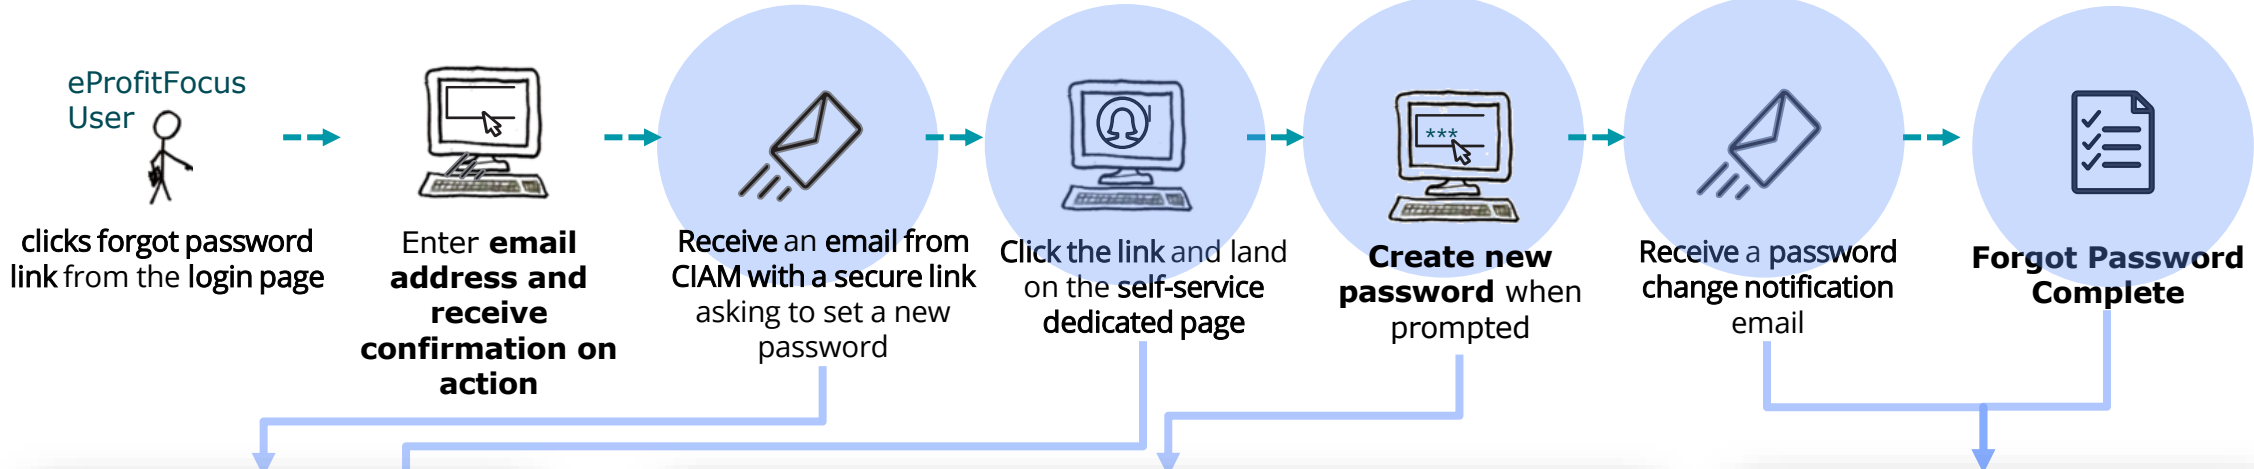 eProfitFocus
User
clicks forgot password
link from the login page
Enter email
address and
receive
confirmation on
action
Receive an email from
CIAM with a secure link
asking to set a new
password
Click the link and land
on the self-service
dedicated page
***
Create new
password when
prompted
Receive a password
change notification
email
Forgot Password
Complete